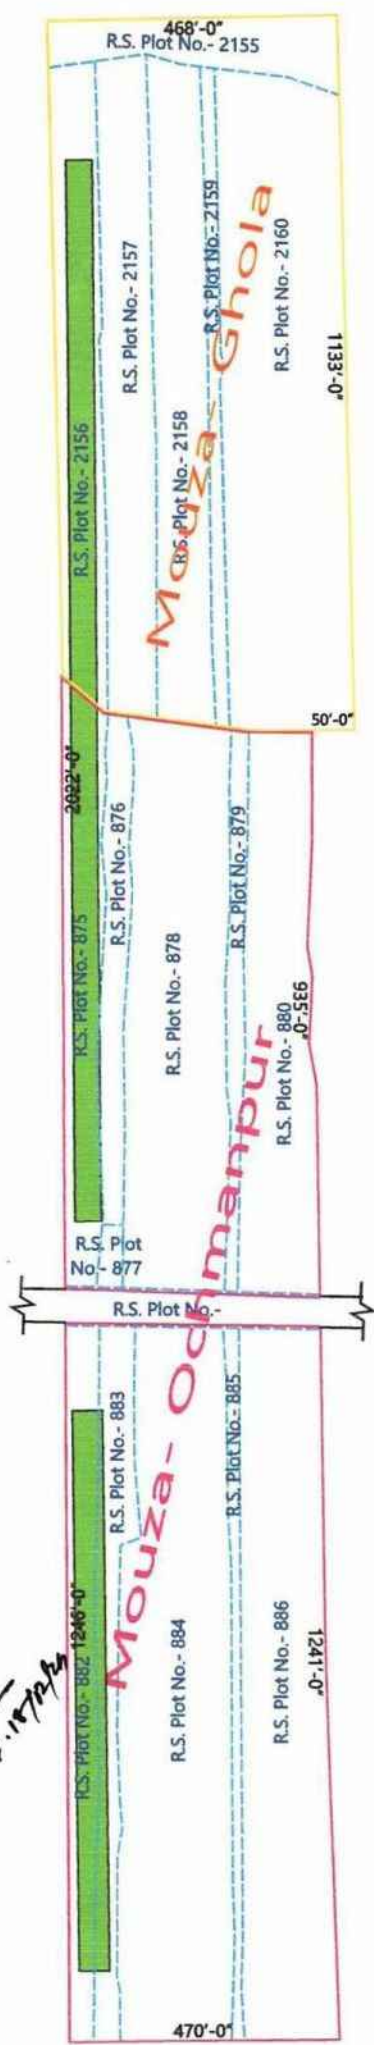 468'-0"
R.S. Plot No.- 2155
R.S. Plot No.- 2156
R.S. Plot No.- 2157
R.S. Plot No.- 2158
R.S. Plot No.- 2159
R.S. Plot No.- 2160
Mouza- Ghola
1133'-0"
50'-0"
2022'-0"
R.S. Plot No.- 875
R.S. Plot No.- 876
R.S. Plot No.- 878
R.S. Plot No.- 879
R.S. Plot No.- 880
935'-0"
R.S. Plot
No.- 877
R.S. Plot No.-
Mouza- Ochmanpur
R.S. Plot No.- 882
1246'-0"
R.S. Plot No.- 883
R.S. Plot No.- 884
R.S. Plot No.- 885
R.S. Plot No.- 886
1241'-0"
470'-0"